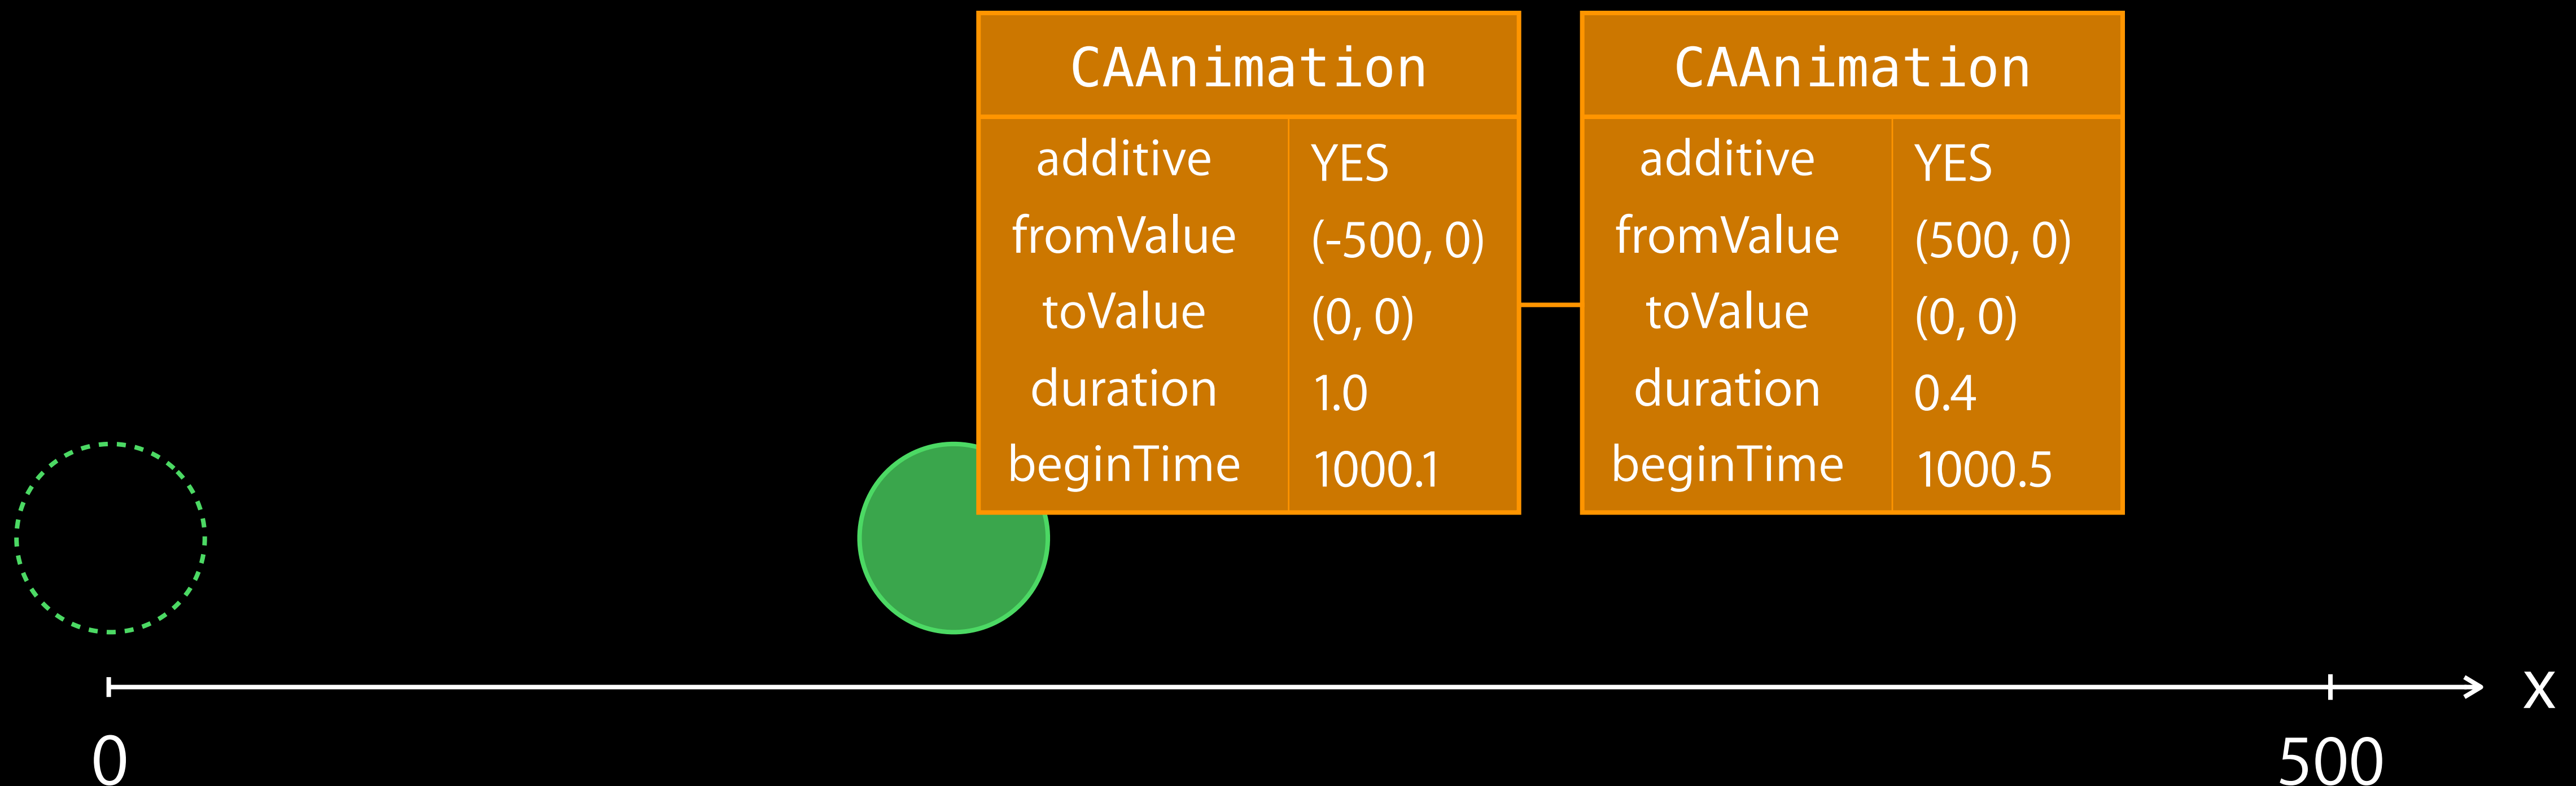 CAAnimation
additive YES
fromValue (-500, 0)
toValue (0, 0)
duration 1.0
beginTime 1000.1
CAAnimation
additive YES
fromValue (500, 0)
toValue (0, 0)
duration 0.4
beginTime 1000.5
x
0
500